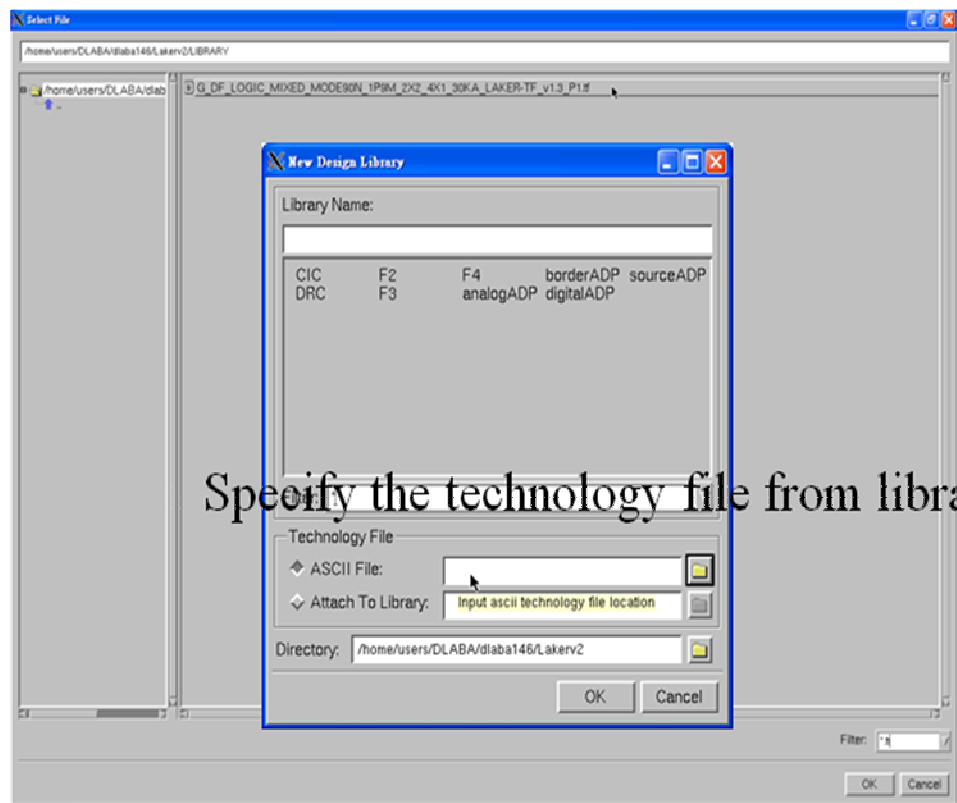 Select File
/home/users/DLABA/dlaba146/Lakerv2/LIBRARY
/home/users/DLABA/dlab
..
G_DF_LOGIC_MIXED_MODE90N_1P9M_2X2_4X1_30KA_LAKER-TF_v1.3_P1.tf
New Design Library
Library Name:
CIC F2 F4 borderADP sourceADP
DRC F3 analogADP digitalADP
Filter:
Specify the technology file from libra
Technology File
ASCII File:
Attach To Library: Input ascii technology file location
Directory: /home/users/DLABA/dlaba146/Lakerv2
OK Cancel
Filter:
OK Cancel